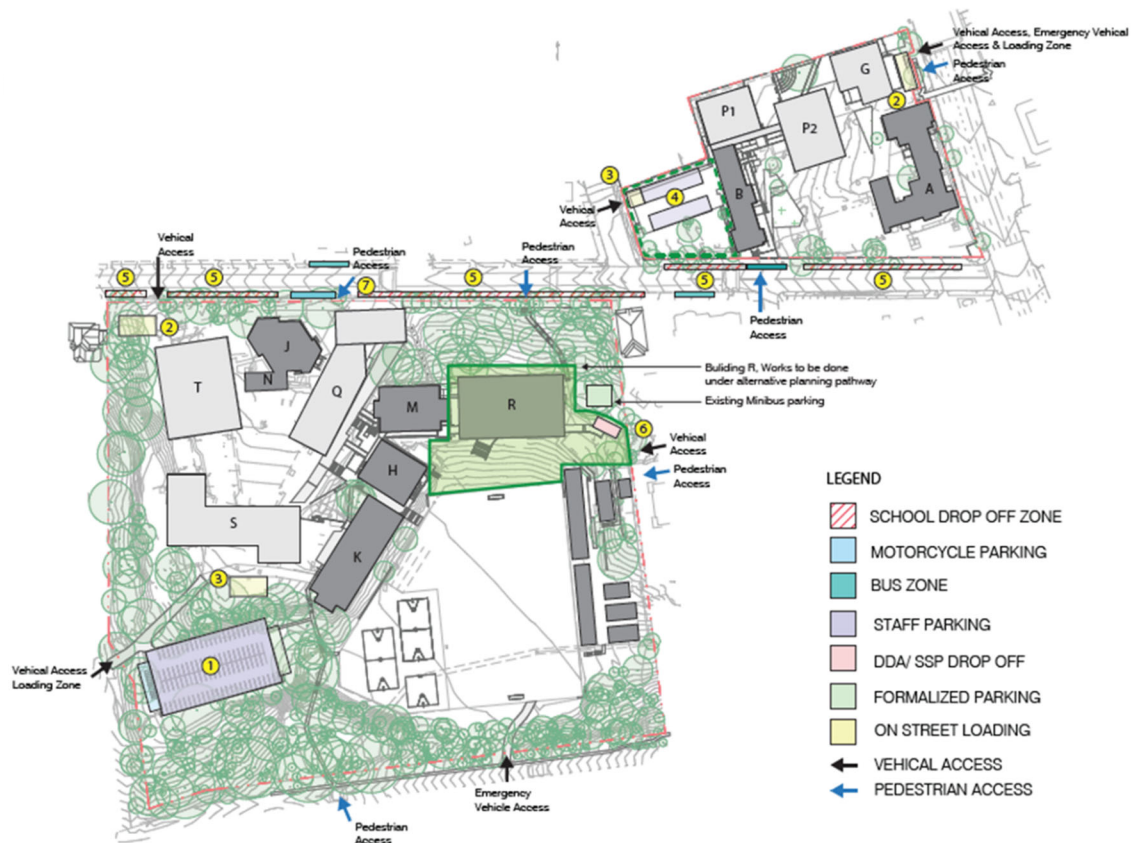 Vehical Access, Emergency Vehical
Access & Loading Zone
Pedestrian
Access
G
P1
P2
2
A
B
3
4
Vehical
Access
Vehical
Access
Pedestrian
Access
Pedestrian
Access
5
5
7
5
5
5
Pedestrian
Access
2
J
N
T
Q
M
R
H
S
K
Buliding R, Works to be done
under alternative planning pathway
Existing Minibus parking
6
Vehical
Access
Pedestrian
Access
3
1
Vehical Access
Loading Zone
Emergency
Vehicle Access
Pedestrian
Access
LEGEND
SCHOOL DROP OFF ZONE
MOTORCYCLE PARKING
BUS ZONE
STAFF PARKING
DDA/ SSP DROP OFF
FORMALIZED PARKING
ON STREET LOADING
VEHICAL ACCESS
PEDESTRIAN ACCESS